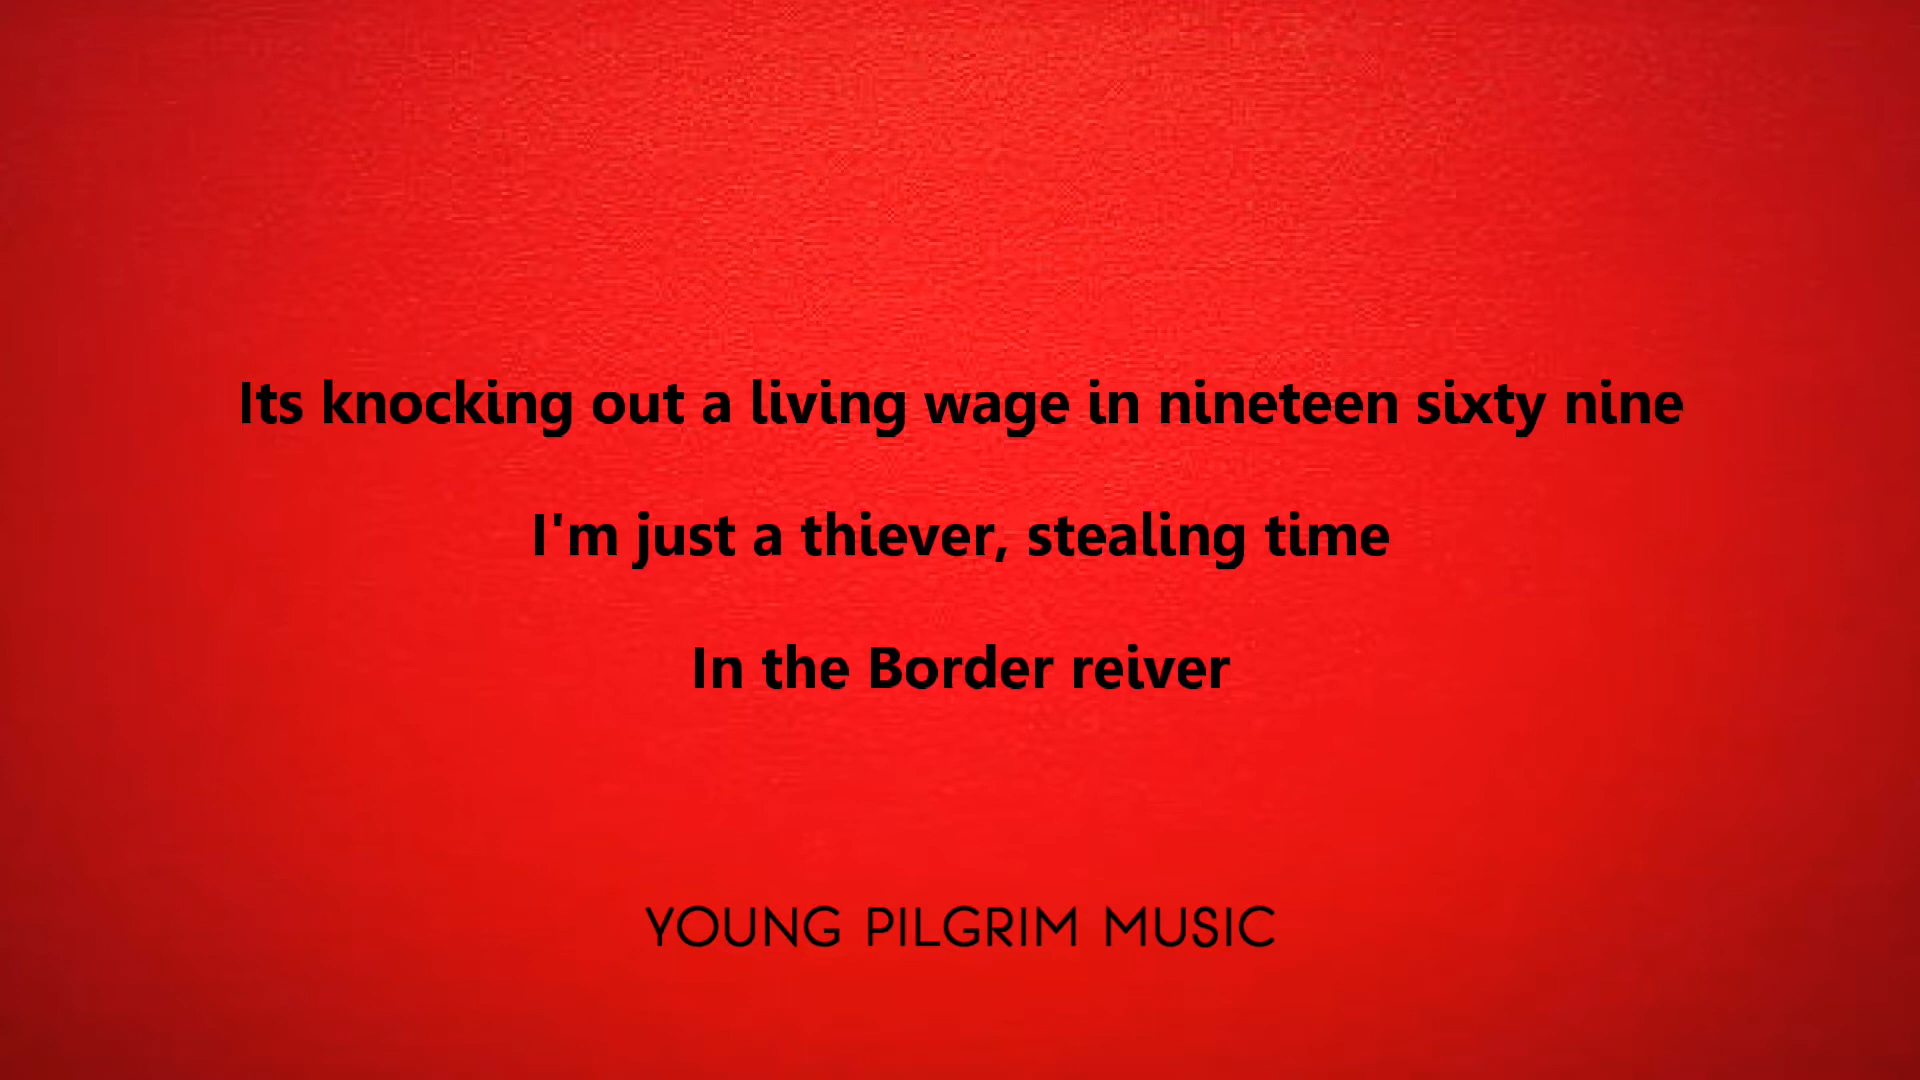 Its knocking out a living wage in nineteen sixty nine
I'm just a thiever, stealing time
In the Border reiver
YOUNG PILGRIM MUSIC